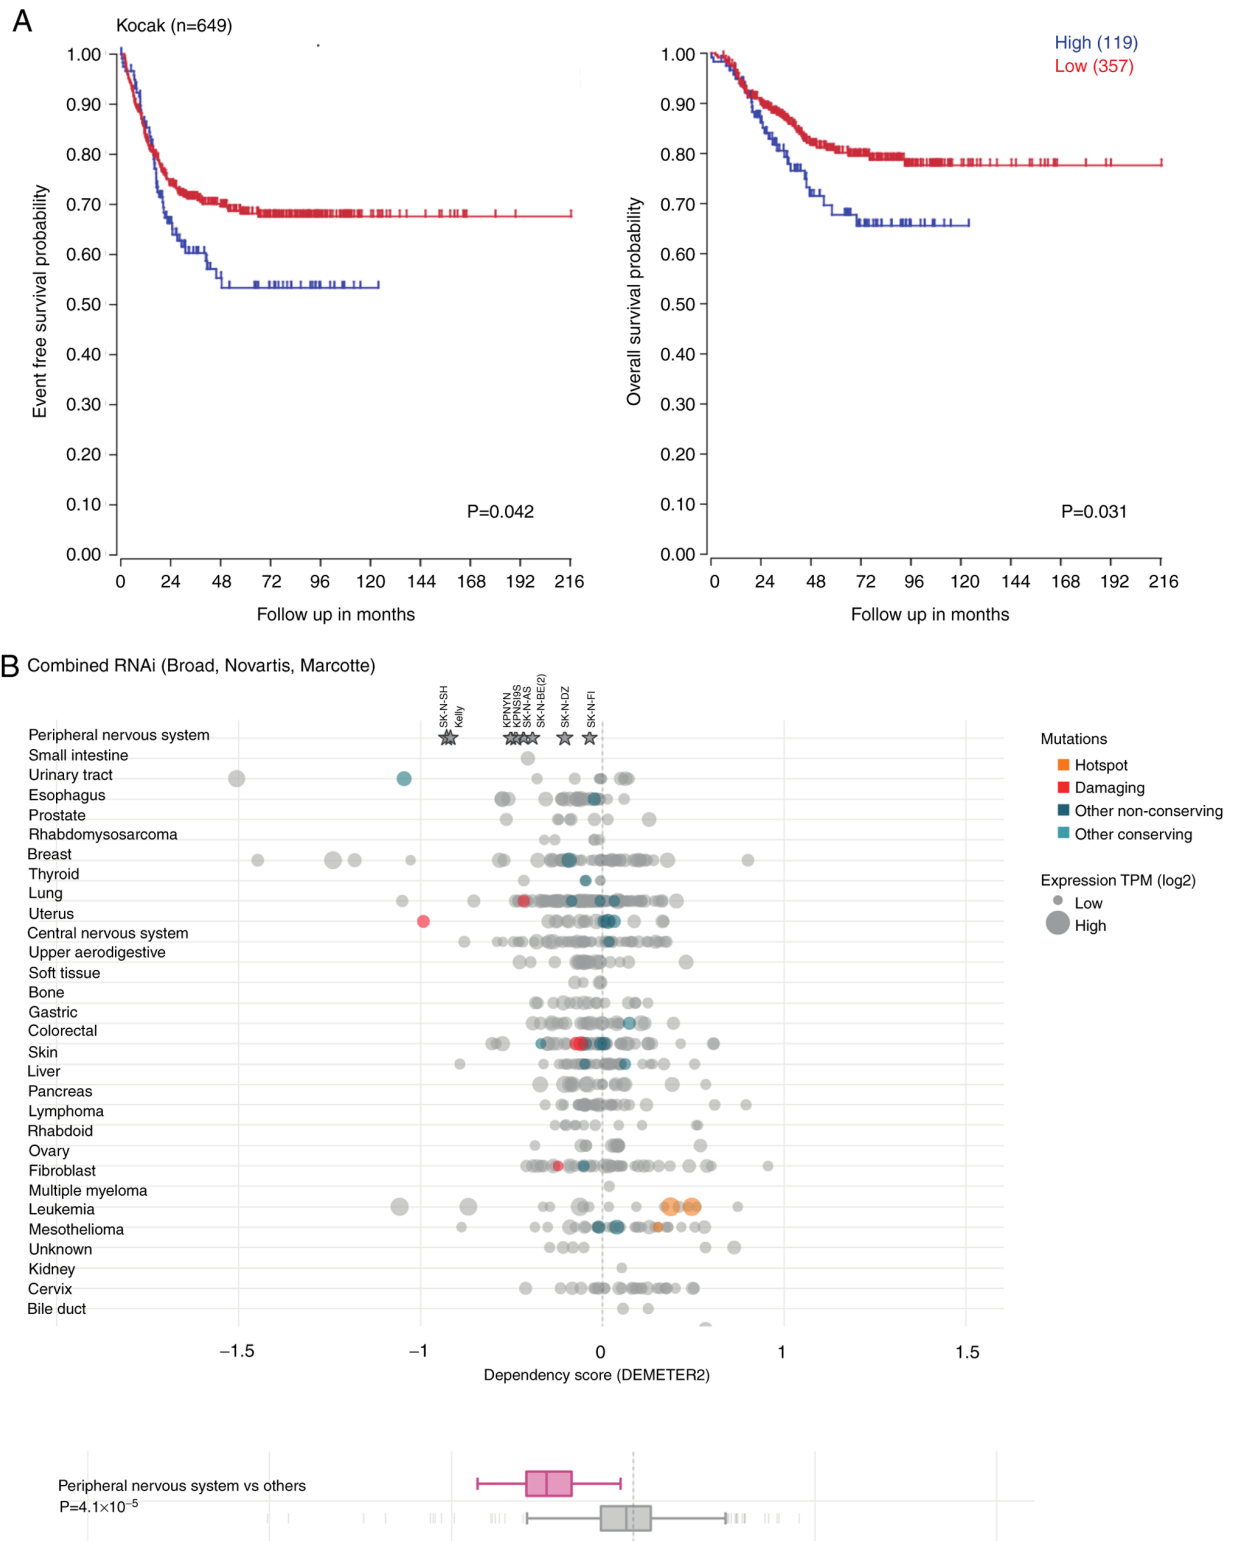 A
Kocak (n=649)
High (119)
Low (357)
1.00
0.90
0.80
0.70
0.60
0.50
0.40
0.30
0.20
0.10
0.00
Event free survival probability
P=0.042
0 24 48 72 96 120 144 168 192 216
Follow up in months
1.00
0.90
0.80
0.70
0.60
0.50
0.40
0.30
0.20
0.10
0.00
Overall survival probability
P=0.031
0 24 48 72 96 120 144 168 192 216
Follow up in months
B Combined RNAi (Broad, Novartis, Marcotte)
SK-N-SH
Kelly
KPNYN
KPNSI9S
SK-N-AS
SK-N-BE(2)
SK-N-DZ
SK-N-FI
Peripheral nervous system
Small intestine
Urinary tract
Esophagus
Prostate
Rhabdomysosarcoma
Breast
Thyroid
Lung
Uterus
Central nervous system
Upper aerodigestive
Soft tissue
Bone
Gastric
Colorectal
Skin
Liver
Pancreas
Lymphoma
Rhabdoid
Ovary
Fibroblast
Multiple myeloma
Leukemia
Mesothelioma
Unknown
Kidney
Cervix
Bile duct
−1.5 −1 0 1 1.5
Dependency score (DEMETER2)
Mutations
Hotspot
Damaging
Other non-conserving
Other conserving
Expression TPM (log2)
Low
High
Peripheral nervous system vs others
P=4.1×10⁻⁵